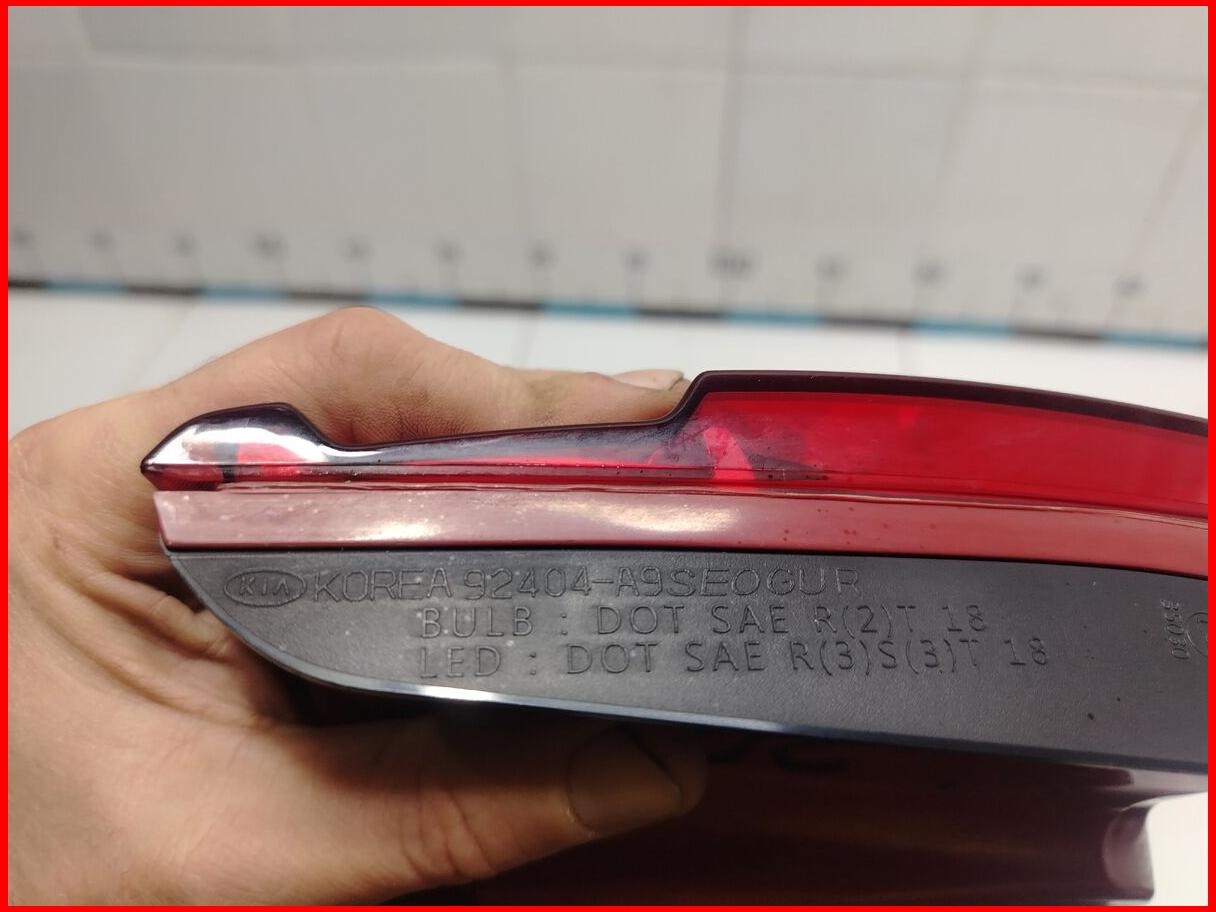 KIA KOREA 92404-A9SEOGUR
BULB : DOT SAE R(2)T 18
LED : DOT SAE R(3)S(3)T 18